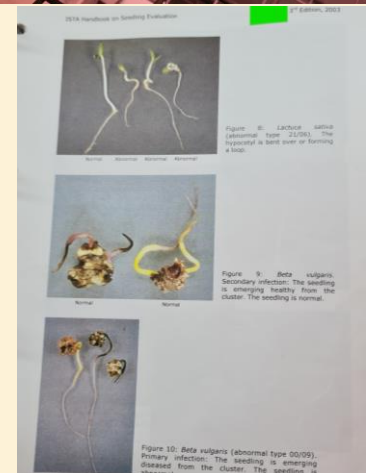 ISTA Handbook on Seedling Evaluation
Edition, 2003
Figure 8: Lactuca sativa
(abnormal type 21/06). The
hypocotyl is bent over or forming
a loop.
Normal Abnormal Abnormal Abnormal
Figure 9: Beta vulgaris.
Secondary infection: The seedling
is emerging healthy from the
cluster. The seedling is normal.
Normal Normal
Figure 10: Beta vulgaris (abnormal type 00/09).
Primary infection: The seedling is emerging
diseased from the cluster. The seedling is